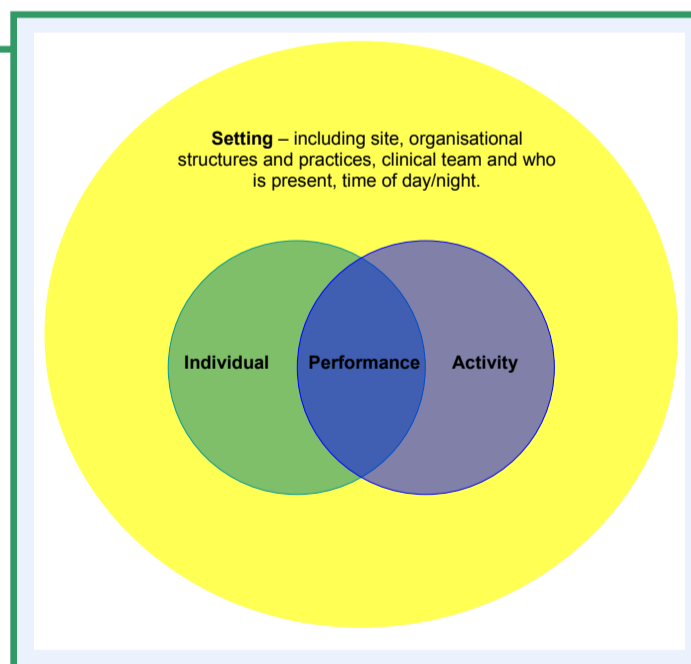 Setting – including site, organisational
structures and practices, clinical team and who
is present, time of day/night.
Individual Performance Activity